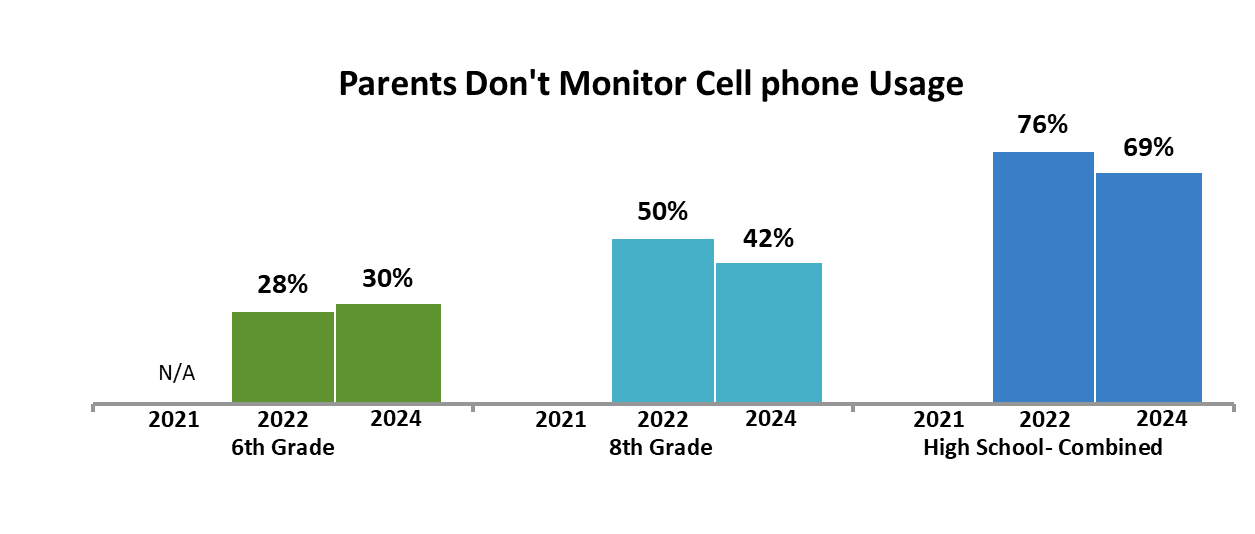 Parents Don't Monitor Cell phone Usage
76%
69%
50%
42%
28%
30%
N/A
2021 2022 2024 2021 2022 2024 2021 2022 2024
6th Grade 8th Grade High School- Combined